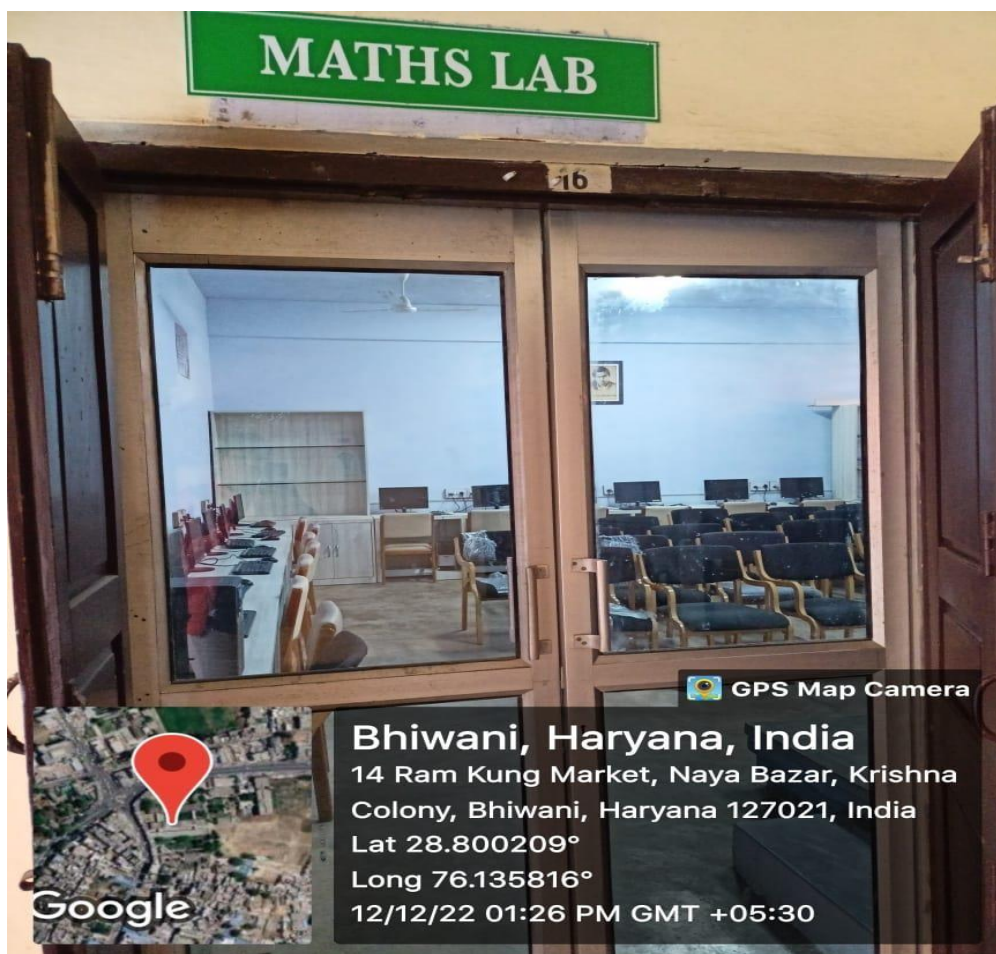 MATHS LAB
16
GPS Map Camera
Bhiwani, Haryana, India
14 Ram Kung Market, Naya Bazar, Krishna
Colony, Bhiwani, Haryana 127021, India
Lat 28.800209°
Long 76.135816°
12/12/22 01:26 PM GMT +05:30
Google